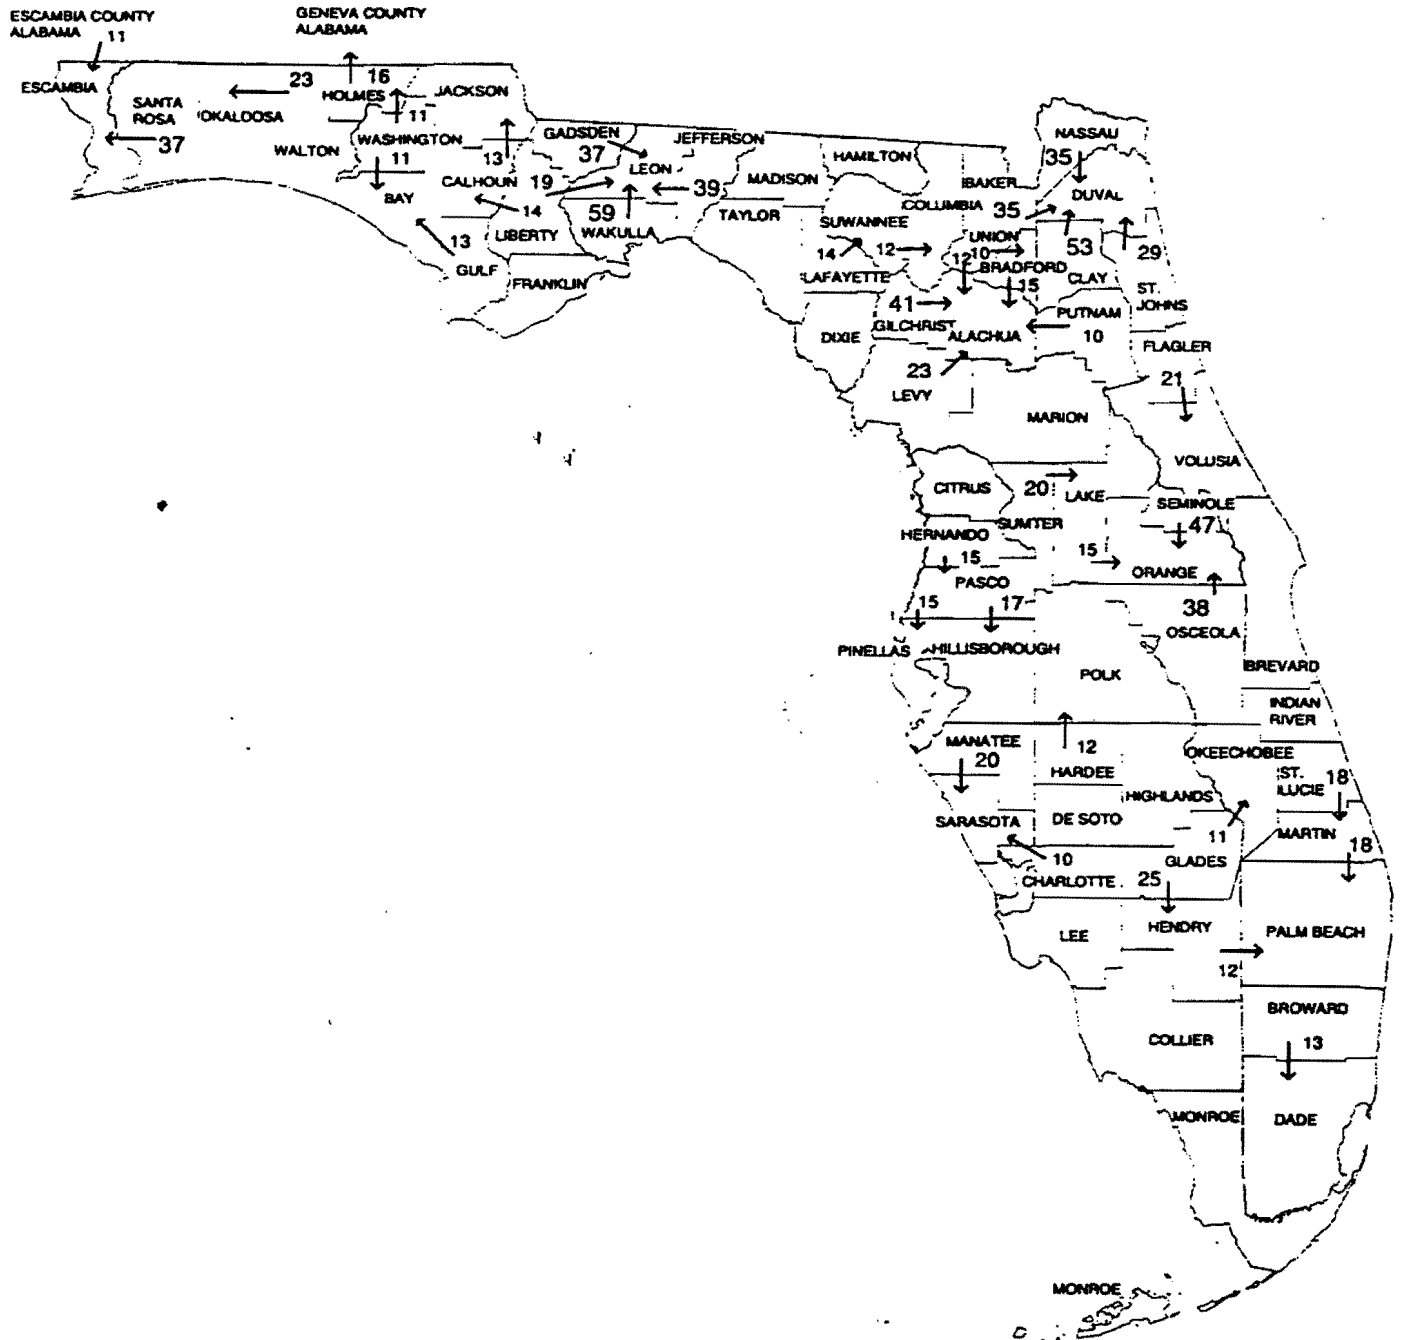 ESCAMBIA COUNTY
ALABAMA
11
GENEVA COUNTY
ALABAMA
ESCAMBIA
SANTA
ROSA
37
OKALOOSA
23
WALTON
HOLMES
16
11
JACKSON
WASHINGTON
11
BAY
13
CALHOUN
13
14
GULF
LIBERTY
FRANKLIN
GADSDEN
37
19
LEON
39
59
WAKULLA
JEFFERSON
MADISON
TAYLOR
HAMILTON
SUWANNEE
14
12
LAFAYETTE
COLUMBIA
BAKER
35
NASSAU
35
DUVAL
53
29
UNION
12
10
BRADFORD
15
CLAY
ST.
JOHNS
PUTNAM
10
41
GILCHRIST
ALACHUA
DIXIE
23
LEVY
FLAGLER
21
MARION
VOLUSIA
CITRUS
20
LAKE
SUMTER
SEMINOLE
47
HERNANDO
15
PASCO
15
17
15
ORANGE
38
OSCEOLA
PINELLAS
HILLISBOROUGH
POLK
BREVARD
INDIAN
RIVER
MANATEE
20
12
HARDEE
OKEECHOBEE
ST.
LUCIE
18
HIGHLANDS
11
SARASOTA
DE SOTO
MARTIN
18
10
CHARLOTTE
GLADES
25
LEE
HENDRY
12
PALM BEACH
BROWARD
13
COLLIER
MONROE
DADE
MONROE